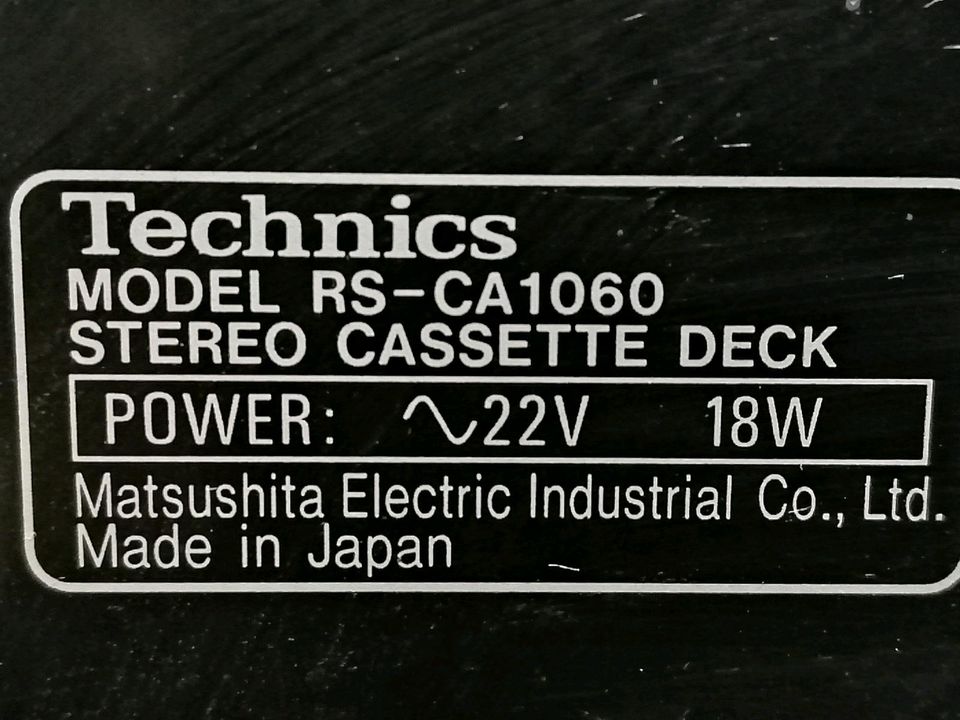 Technics
MODEL RS-CA1060
STEREO CASSETTE DECK
POWER: ∿22V 18W
Matsushita Electric Industrial Co., Ltd.
Made in Japan